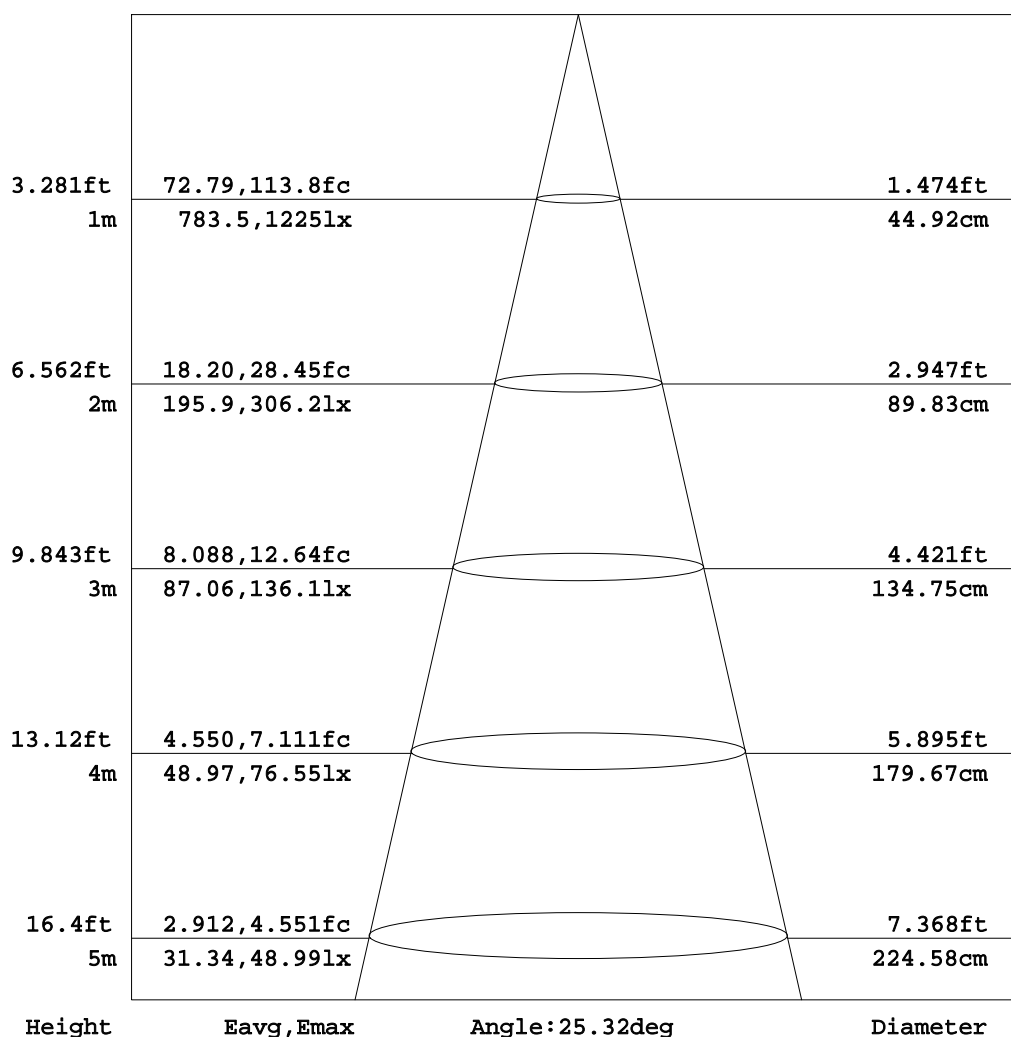 3.281ft 72.79,113.8fc 1.474ft
1m 783.5,1225lx 44.92cm
6.562ft 18.20,28.45fc 2.947ft
2m 195.9,306.2lx 89.83cm
9.843ft 8.088,12.64fc 4.421ft
3m 87.06,136.1lx 134.75cm
13.12ft 4.550,7.111fc 5.895ft
4m 48.97,76.55lx 179.67cm
16.4ft 2.912,4.551fc 7.368ft
5m 31.34,48.99lx 224.58cm
Height Eavg,Emax Angle:25.32deg Diameter